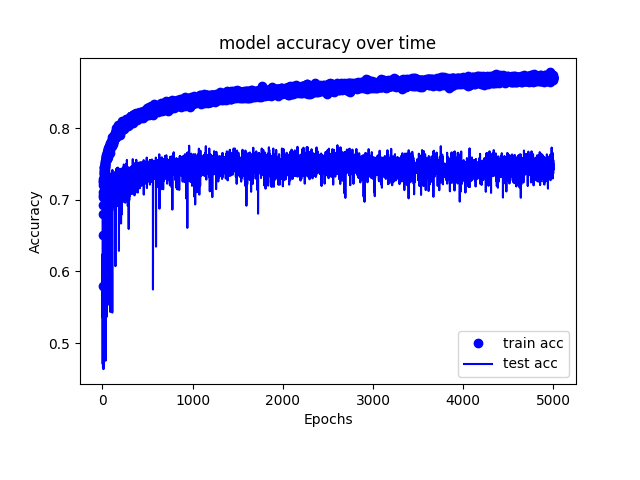 model accuracy over time
Accuracy
0.8
0.7
0.6
0.5
train acc
test acc
0 1000 2000 3000 4000 5000
Epochs